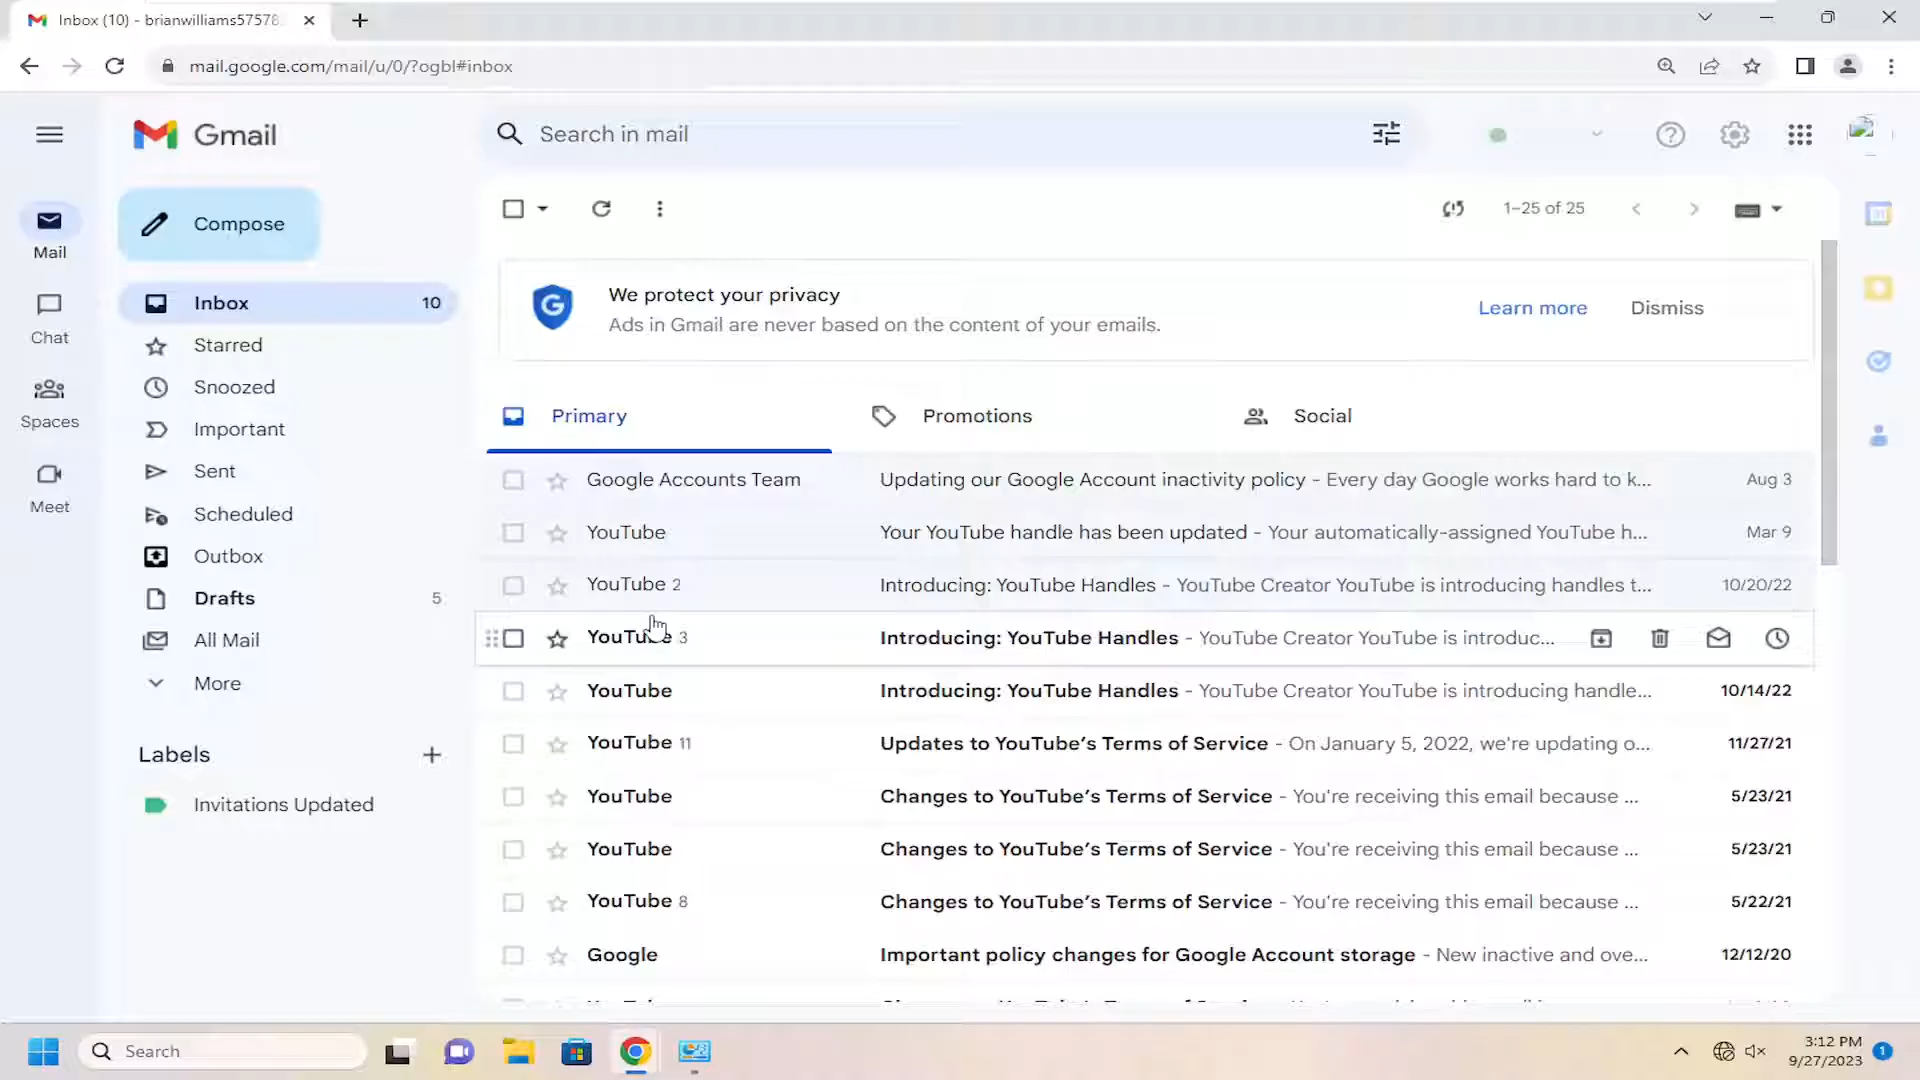 Inbox (10) - brianwilliams57578
mail.google.com/mail/u/0/?ogbl#inbox
Gmail
Search in mail
Compose
1–25 of 25
Mail
Chat
Spaces
Meet
Inbox 10
Starred
Snoozed
Important
Sent
Scheduled
Outbox
Drafts 5
All Mail
More
Labels
Invitations Updated
We protect your privacy
Ads in Gmail are never based on the content of your emails.
Learn more
Dismiss
Primary
Promotions
Social
Google Accounts Team Updating our Google Account inactivity policy - Every day Google works hard to k... Aug 3
YouTube Your YouTube handle has been updated - Your automatically-assigned YouTube h... Mar 9
YouTube 2 Introducing: YouTube Handles - YouTube Creator YouTube is introducing handles t... 10/20/22
YouTube 3 Introducing: YouTube Handles - YouTube Creator YouTube is introduc...
YouTube Introducing: YouTube Handles - YouTube Creator YouTube is introducing handle... 10/14/22
YouTube 11 Updates to YouTube's Terms of Service - On January 5, 2022, we're updating o... 11/27/21
YouTube Changes to YouTube's Terms of Service - You're receiving this email because ... 5/23/21
YouTube Changes to YouTube's Terms of Service - You're receiving this email because ... 5/23/21
YouTube 8 Changes to YouTube's Terms of Service - You're receiving this email because ... 5/22/21
Google Important policy changes for Google Account storage - New inactive and ove... 12/12/20
Search
3:12 PM
9/27/2023
1